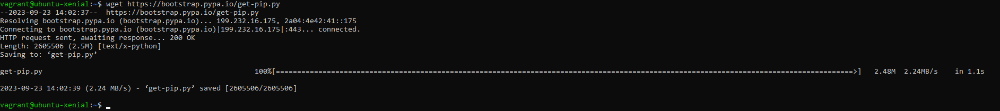 vagrant@ubuntu-xenial:~$ wget https://bootstrap.pypa.io/get-pip.py
--2023-09-23 14:02:37--  https://bootstrap.pypa.io/get-pip.py
Resolving bootstrap.pypa.io (bootstrap.pypa.io)... 199.232.16.175, 2a04:4e42:41::175
Connecting to bootstrap.pypa.io (bootstrap.pypa.io)|199.232.16.175|:443... connected.
HTTP request sent, awaiting response... 200 OK
Length: 2605506 (2.5M) [text/x-python]
Saving to: ‘get-pip.py’
get-pip.py 100%[========================================================================================================================================>] 2.48M 2.24MB/s in 1.1s
2023-09-23 14:02:39 (2.24 MB/s) - ‘get-pip.py’ saved [2605506/2605506]
vagrant@ubuntu-xenial:~$ _